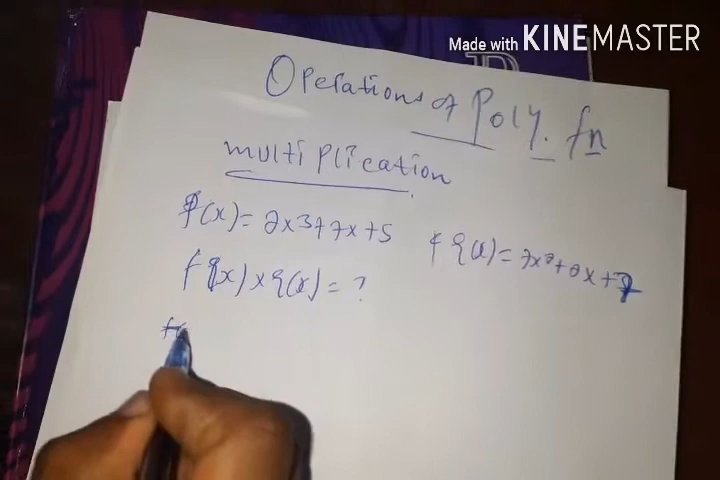 Made with KINEMASTER
Operations of Poly. fn
multiplication
f(x) = 2x3+7x+5
f(x) × g(x) = ?